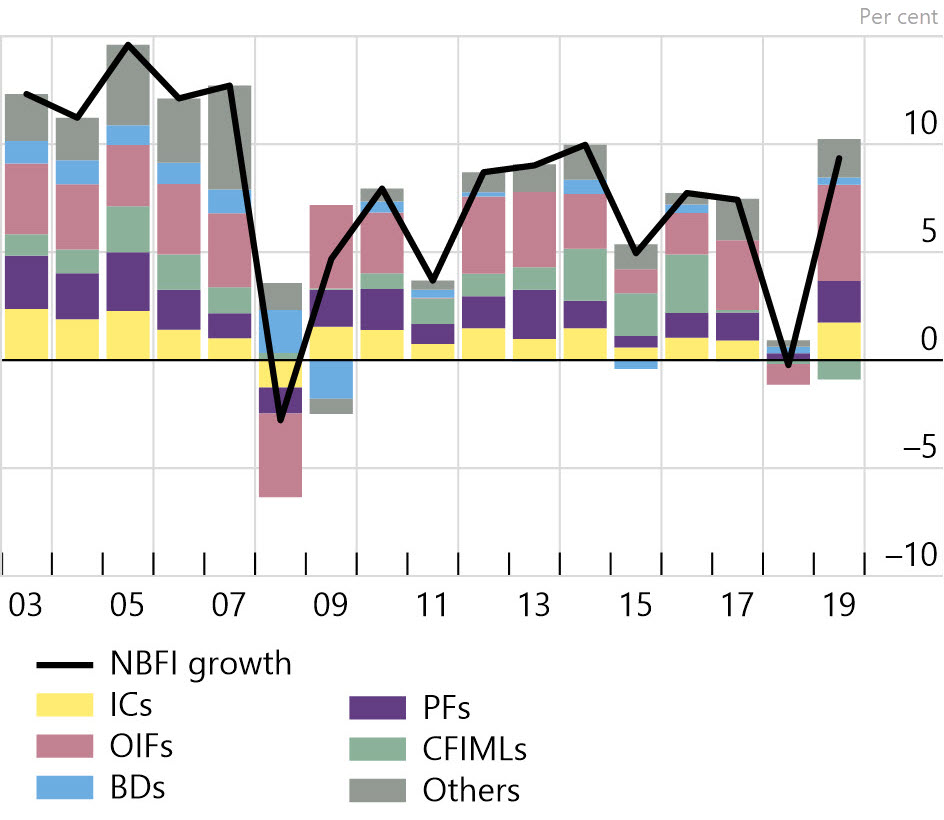 Per cent
10
5
0
–5
–10
03 05 07 09 11 13 15 17 19
NBFI growth
ICs PFs
OIFs CFIMLs
BDs Others